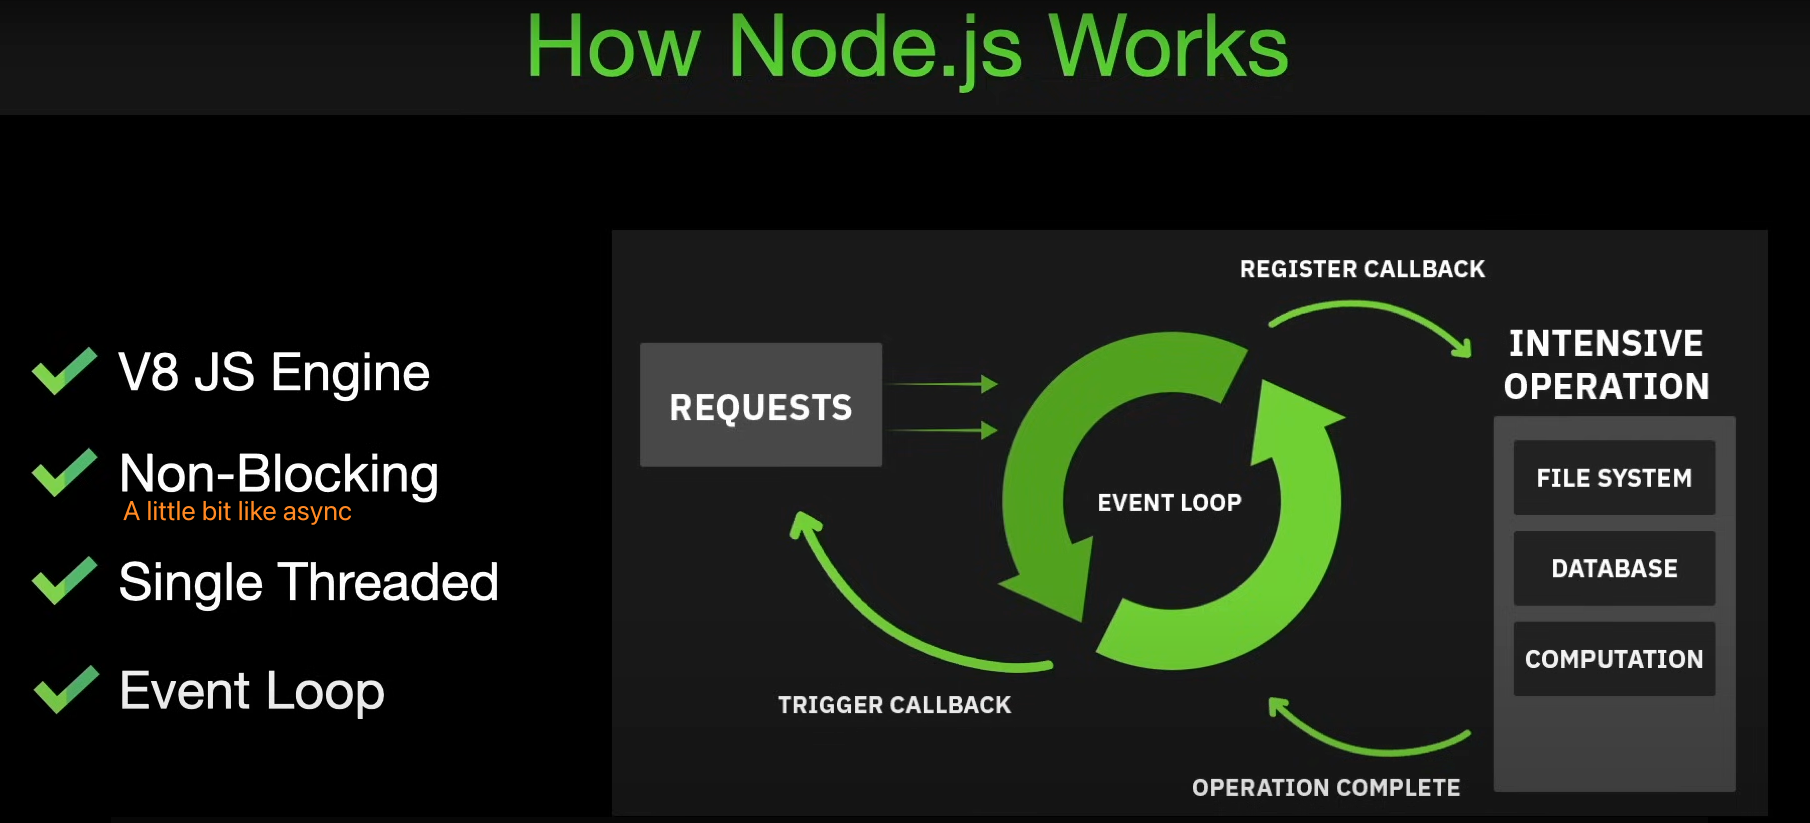 How Node.js Works
V8 JS Engine
Non-Blocking
A little bit like async
Single Threaded
Event Loop
REGISTER CALLBACK
REQUESTS
EVENT LOOP
INTENSIVE
OPERATION
FILE SYSTEM
DATABASE
COMPUTATION
TRIGGER CALLBACK
OPERATION COMPLETE